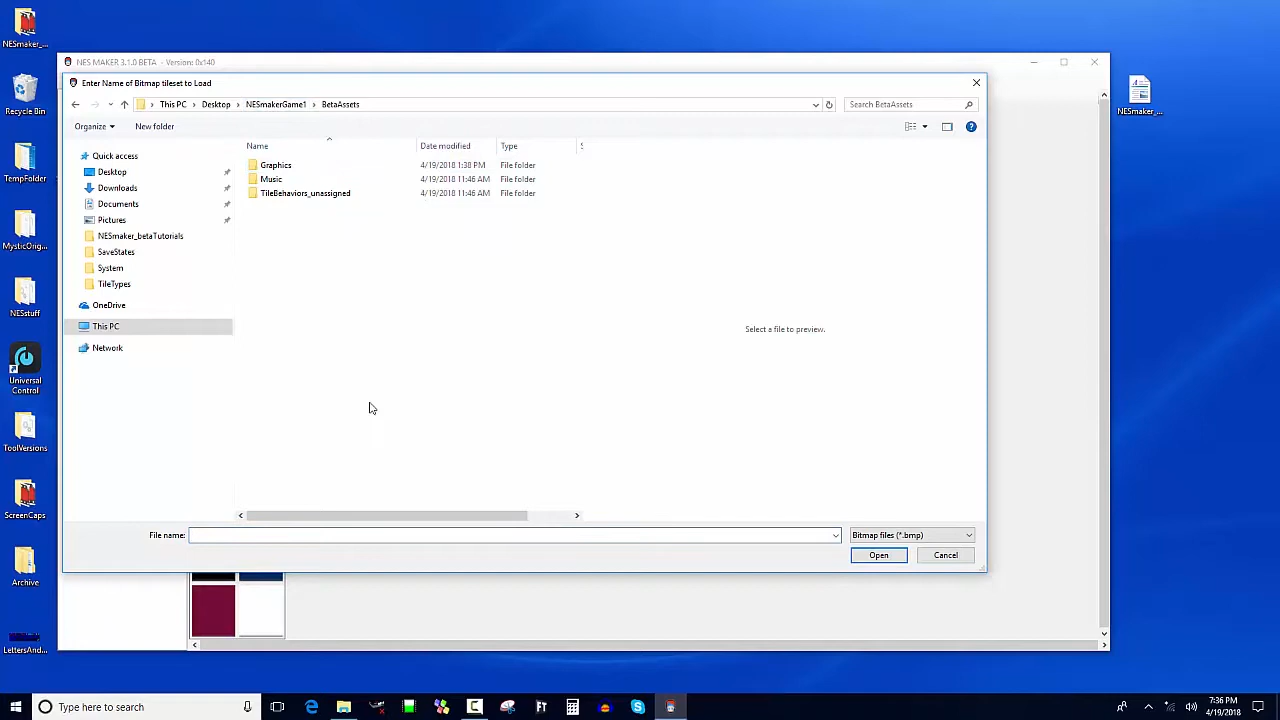 NESmaker_...
Recycle Bin
TempFolder
MysticOrig...
NESstuff
Universal
Control
ToolVersions
ScreenCaps
Archive
LettersAnd...
NES MAKER 3.1.0 BETA - Version: 0x140
Enter Name of Bitmap tileset to Load
This PC > Desktop > NESmakerGame1 > BetaAssets
Search BetaAssets
Organize
New folder
Name
Date modified
Type
S
Quick access
Desktop
Downloads
Documents
Pictures
NESmaker_betaTutorials
SaveStates
System
TileTypes
OneDrive
This PC
Network
Graphics 4/19/2018 1:38 PM File folder
Music 4/19/2018 11:46 AM File folder
TileBehaviors_unassigned 4/19/2018 11:46 AM File folder
Select a file to preview.
File name:
Bitmap files (*.bmp)
Open
Cancel
NESmaker_...
Type here to search
7:36 PM
4/19/2018